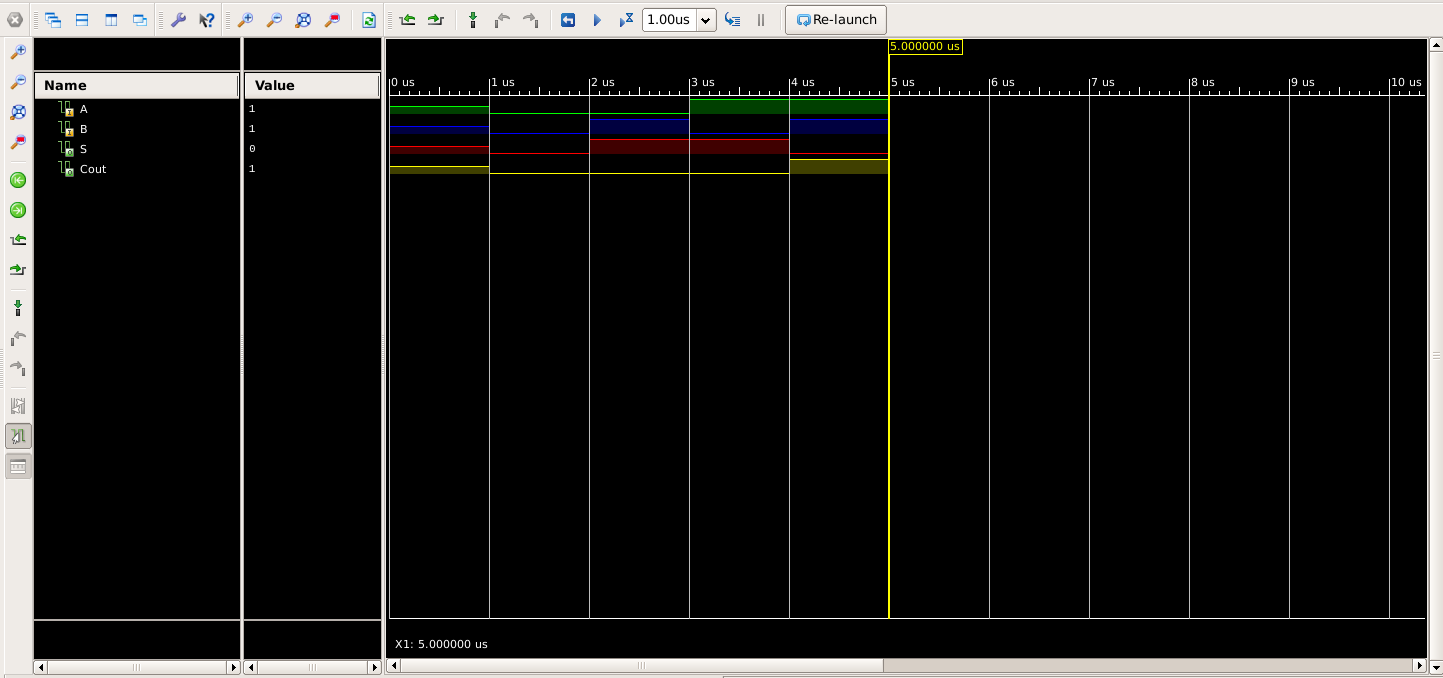 1.00us
Re-launch
5.000000 us
Name
Value
0 us
1 us
2 us
3 us
4 us
5 us
6 us
7 us
8 us
9 us
10 us
A
1
B
1
S
0
Cout
1
X1: 5.000000 us